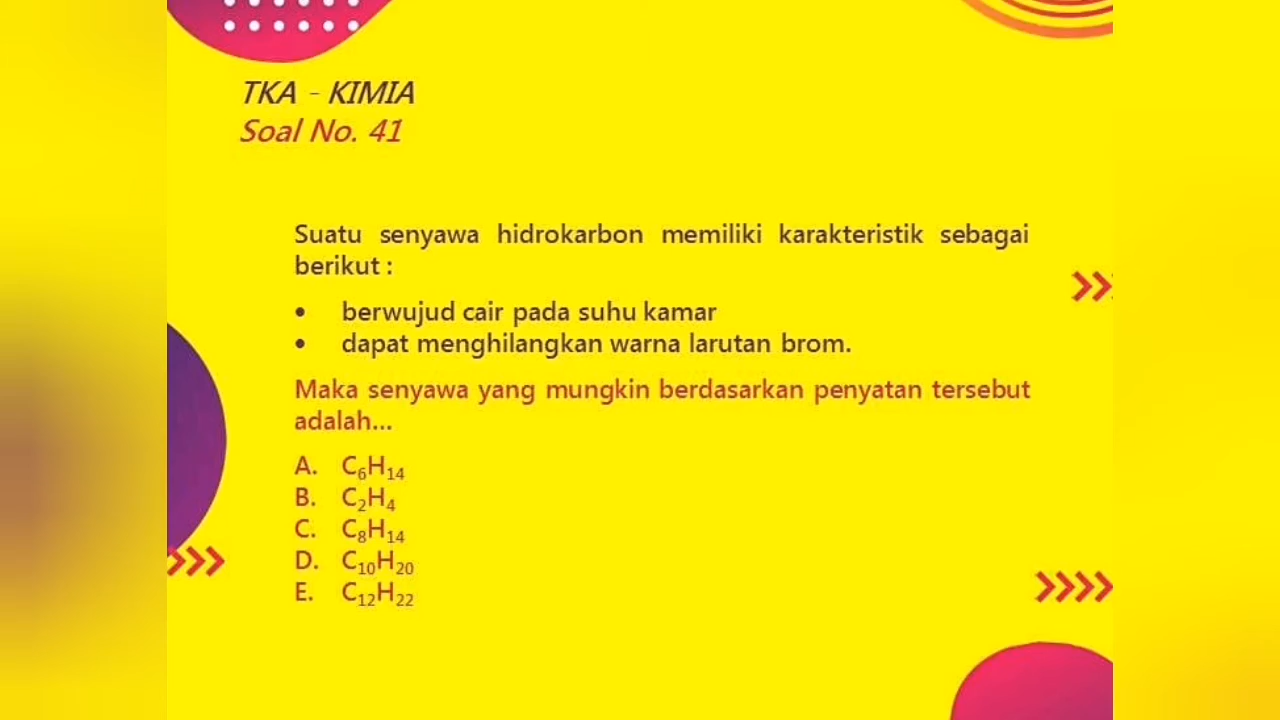 TKA - KIMIA
Soal No. 41
Suatu senyawa hidrokarbon memiliki karakteristik sebagai
berikut :
• berwujud cair pada suhu kamar
• dapat menghilangkan warna larutan brom.
Maka senyawa yang mungkin berdasarkan penyatan tersebut
adalah...
A. C₆H₁₄
B. C₂H₄
C. C₈H₁₄
D. C₁₀H₂₀
E. C₁₂H₂₂